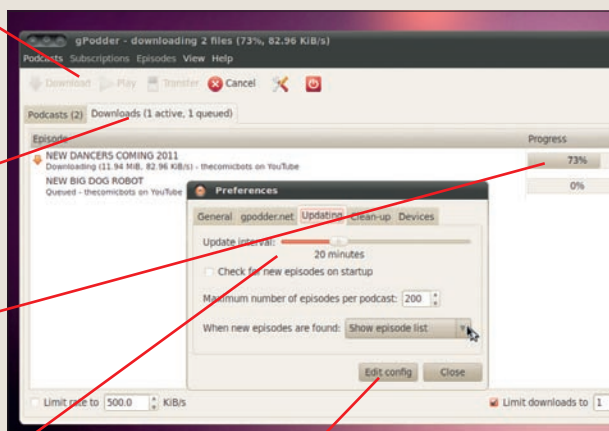 gPodder - downloading 2 files (73%, 82.96 KiB/s)
Podcasts Subscriptions Episodes View Help
Download Play Transfer Cancel
Podcasts (2) Downloads (1 active, 1 queued)
Episode Progress
NEW DANCERS COMING 2011
Downloading (11.94 MiB, 82.96 KiB/s) - thecomicbots on YouTube
73%
NEW BIG DOG ROBOT
Queued - thecomicbots on YouTube
0%
Preferences
General gpodder.net Updating Clean-up Devices
Update interval:
20 minutes
Check for new episodes on startup
Maximum number of episodes per podcast: 200
When new episodes are found: Show episode list
Edit config Close
Limit rate to 500.0 KiB/s Limit downloads to 1